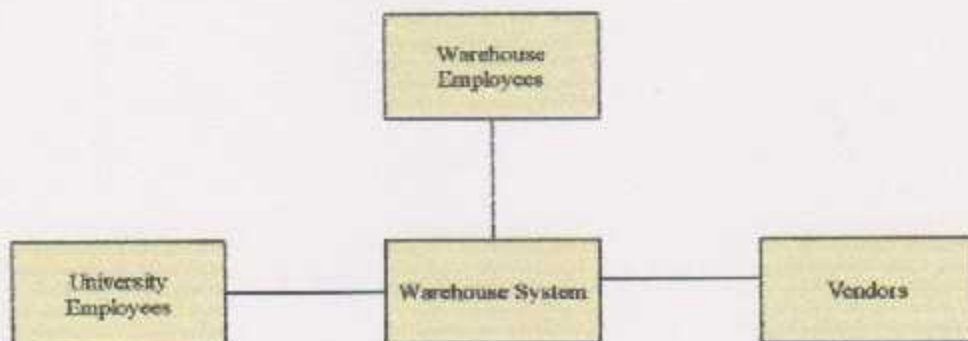 Warehouse
Employees
University
Employees
Warehouse System
Vendors